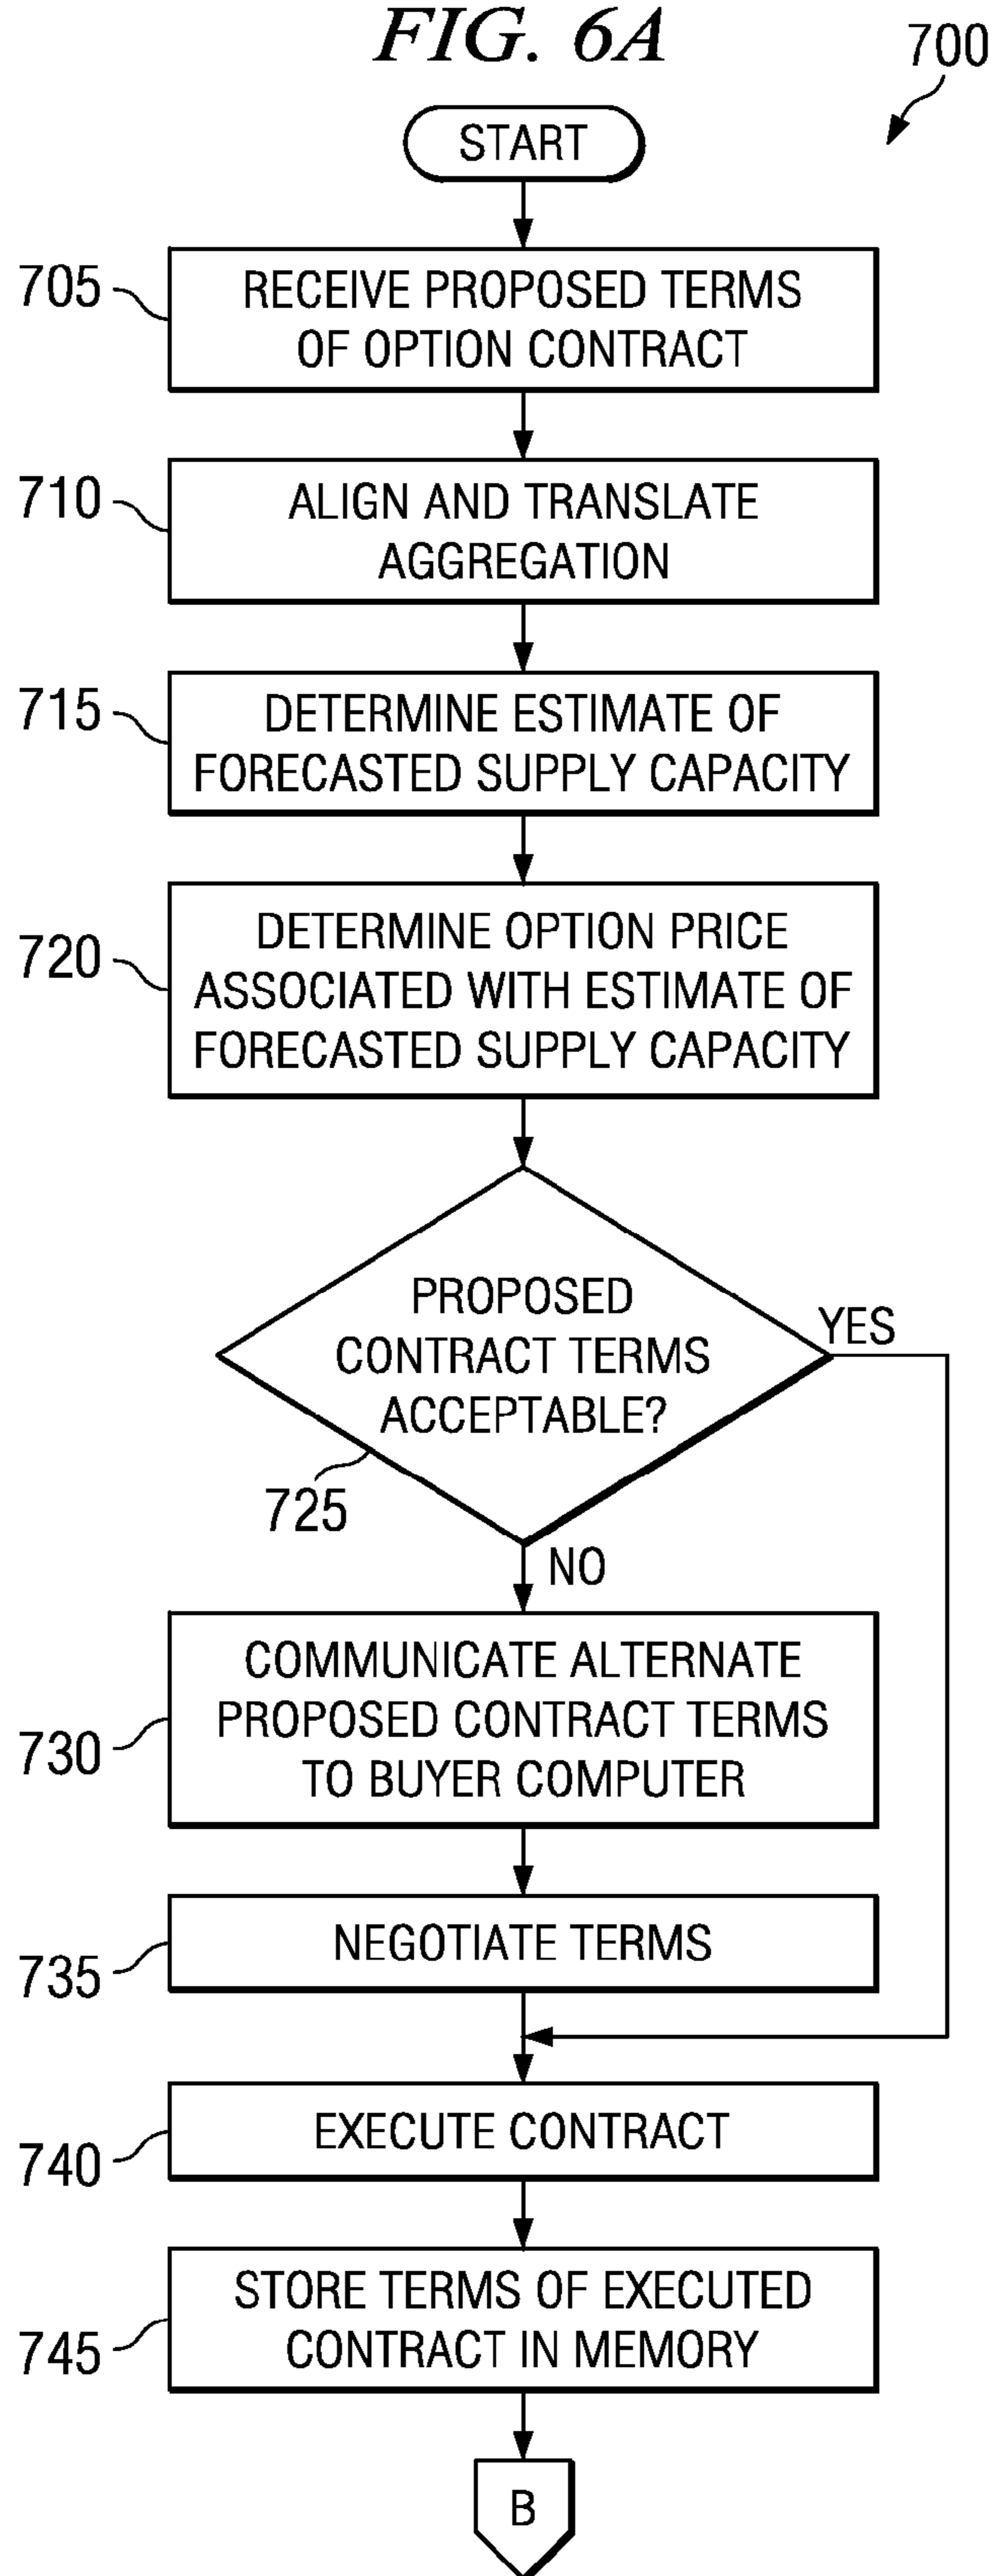 FIG. 6A
700
START
705
RECEIVE PROPOSED TERMS
OF OPTION CONTRACT
710
ALIGN AND TRANSLATE
AGGREGATION
715
DETERMINE ESTIMATE OF
FORECASTED SUPPLY CAPACITY
720
DETERMINE OPTION PRICE
ASSOCIATED WITH ESTIMATE OF
FORECASTED SUPPLY CAPACITY
PROPOSED
CONTRACT TERMS
ACCEPTABLE?
YES
725
NO
730
COMMUNICATE ALTERNATE
PROPOSED CONTRACT TERMS
TO BUYER COMPUTER
735
NEGOTIATE TERMS
740
EXECUTE CONTRACT
745
STORE TERMS OF EXECUTED
CONTRACT IN MEMORY
B